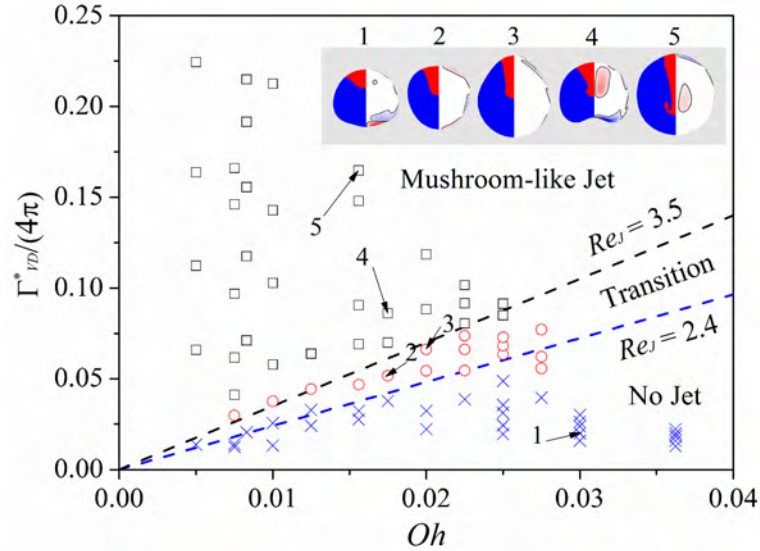 0.25
0.20
0.15
0.10
0.05
0.00
Γ*VD/(4π)
1 2 3 4 5
Mushroom-like Jet
5
4
3
2
1
ReJ = 3.5
Transition
ReJ = 2.4
No Jet
0.00 0.01 0.02 0.03 0.04
Oh